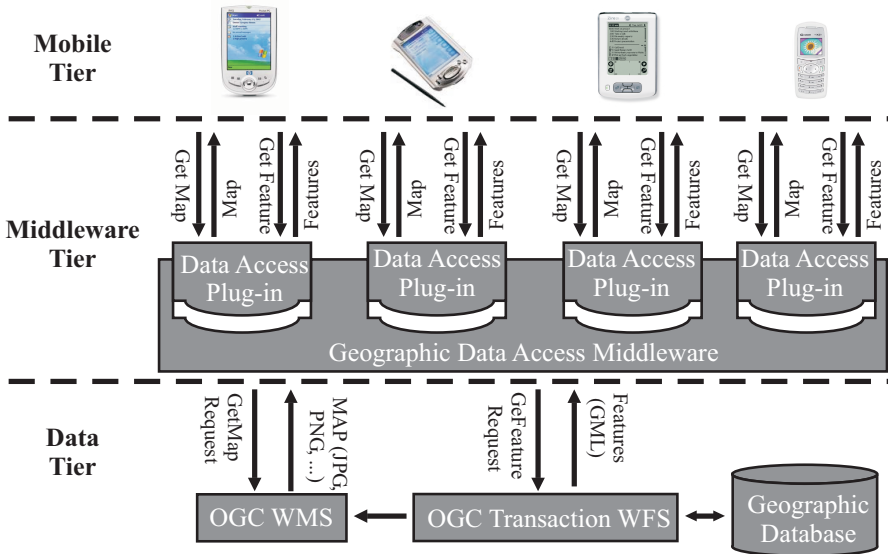 Mobile
Tier
Get Map
Map
Get Feature
Features
Get Map
Map
Get Feature
Features
Get Map
Map
Get Feature
Features
Get Map
Map
Get Feature
Features
Middleware
Tier
Data Access
Plug-in
Data Access
Plug-in
Data Access
Plug-in
Data Access
Plug-in
Geographic Data Access Middleware
Data
Tier
GetMap
Request
MAP (JPG,
PNG, ...)
GeFeature
Request
Features
(GML)
OGC WMS
OGC Transaction WFS
Geographic
Database